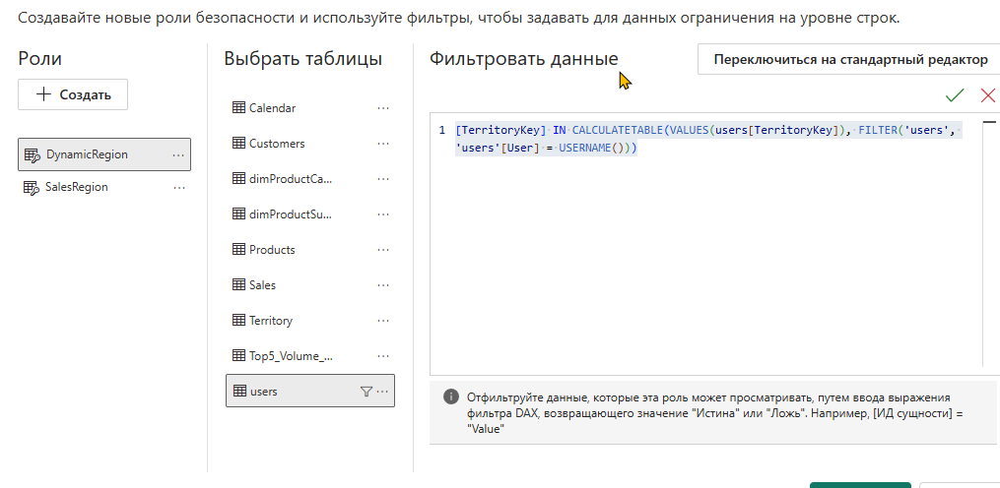 Создавайте новые роли безопасности и используйте фильтры, чтобы задавать для данных ограничения на уровне строк.
Роли
Создать
DynamicRegion
SalesRegion
Выбрать таблицы
Calendar
Customers
dimProductCa...
dimProductSu...
Products
Sales
Territory
Top5_Volume_...
users
Фильтровать данные
Переключиться на стандартный редактор
1 [TerritoryKey] IN CALCULATETABLE(VALUES(users[TerritoryKey]), FILTER('users',
'users'[User] = USERNAME()))
Отфильтруйте данные, которые эта роль может просматривать, путем ввода выражения
фильтра DAX, возвращающего значение "Истина" или "Ложь". Например, [ИД сущности] =
"Value"